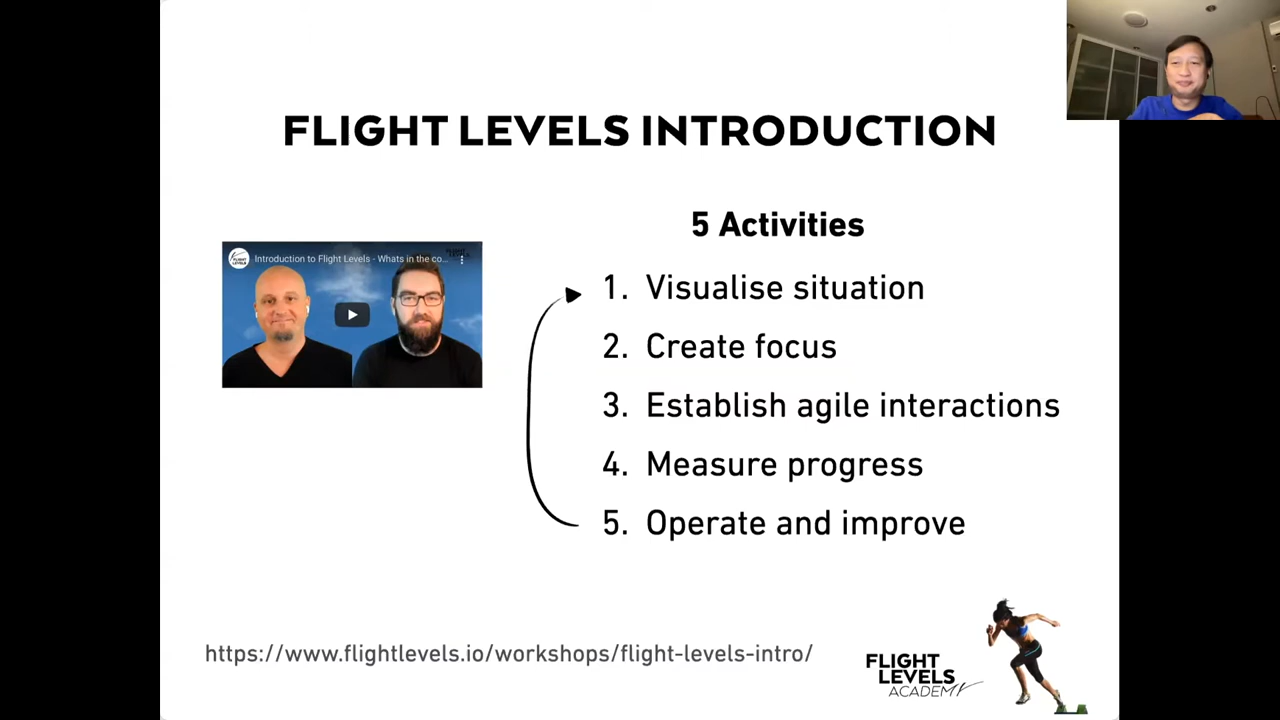 FLIGHT LEVELS INTRODUCTION
5 Activities
FLIGHT
LEVELS
Introduction to Flight Levels - Whats in the co...
1. Visualise situation
2. Create focus
3. Establish agile interactions
4. Measure progress
5. Operate and improve
https://www.flightlevels.io/workshops/flight-levels-intro/
FLIGHT
LEVELS
ACADEMY